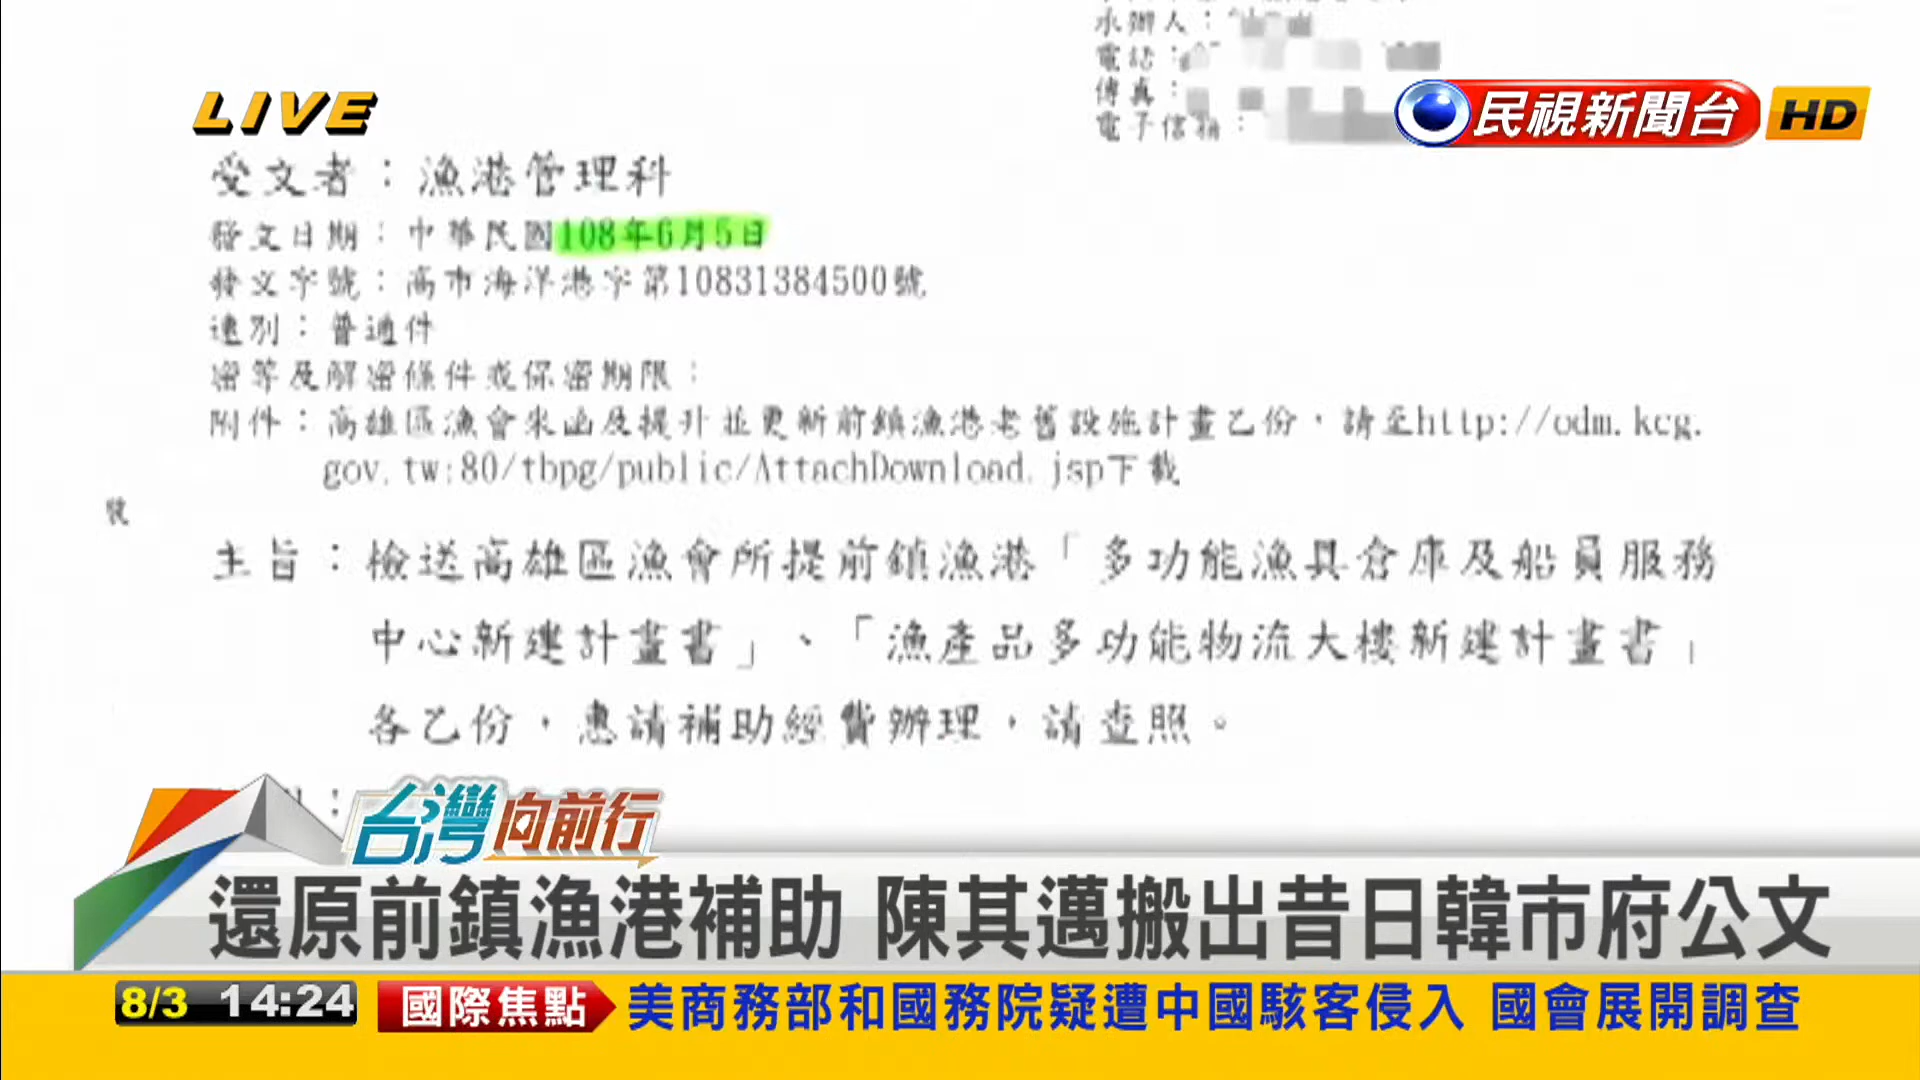 承辦人：
電話：
傳真：
電子信箱：
LIVE
民視新聞台 HD
受文者：漁港管理科
發文日期：中華民國108年6月5日
發文字號：高市海洋港字第10831384500號
速別：普通件
密等及解密條件或保密期限：
附件：高雄區漁會來函及提升並更新前鎮漁港老舊設施計畫乙份，請至http://odm.kcg.
gov.tw:80/tbpg/public/AttachDownload.jsp下載
號
主旨：檢送高雄區漁會所提前鎮漁港「多功能漁具倉庫及船員服務
中心新建計畫書」、「漁產品多功能物流大樓新建計畫書」
各乙份，惠請補助經費辦理，請查照。
台灣向前行
還原前鎮漁港補助 陳其邁搬出昔日韓市府公文
8/3 14:24 國際焦點 美商務部和國務院疑遭中國駭客侵入 國會展開調查